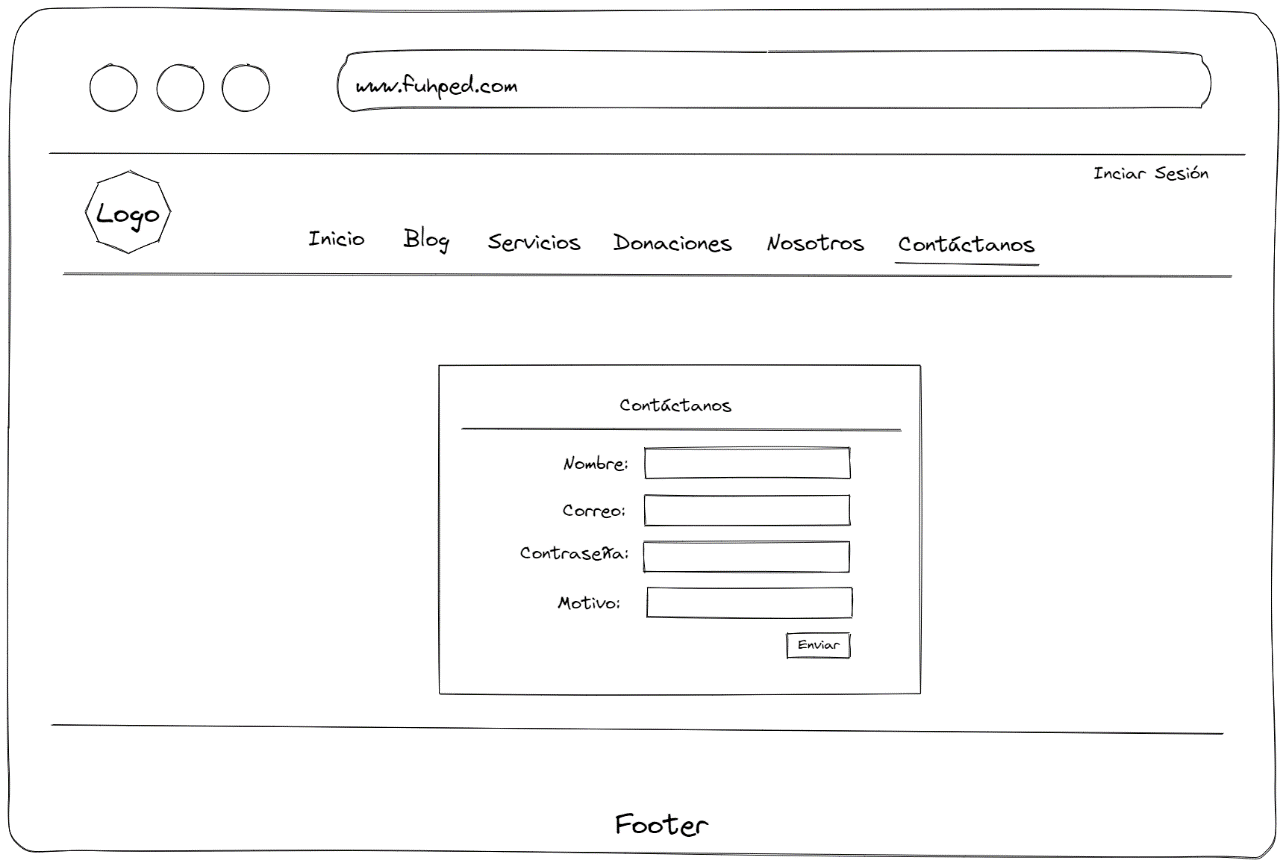 www.fuhped.com
Inciar Sesión
Logo
Inicio Blog Servicios Donaciones Nosotros Contáctanos
Contáctanos
Nombre:
Correo:
Contraseña:
Motivo:
Enviar
Footer